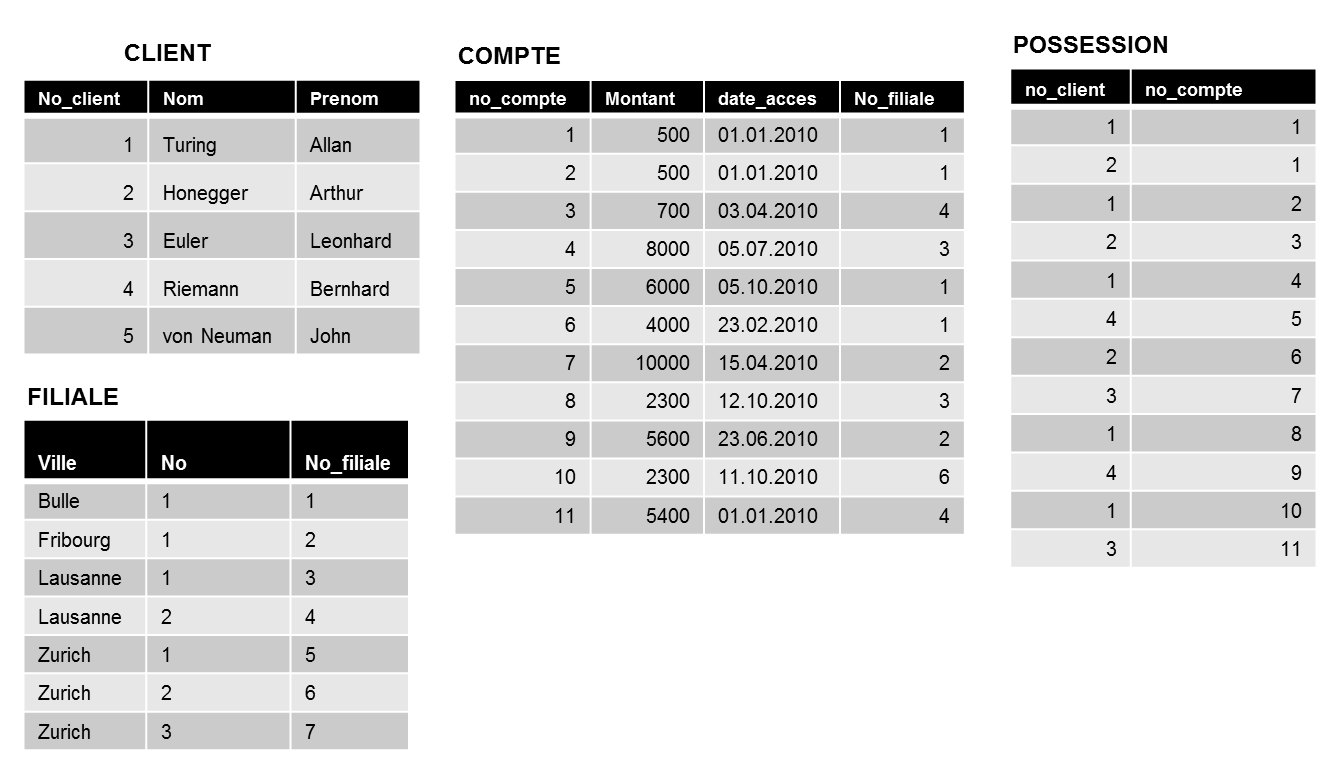 CLIENT
No_client Nom Prenom
1 Turing Allan
2 Honegger Arthur
3 Euler Leonhard
4 Riemann Bernhard
5 von Neuman John
FILIALE
Ville No No_filiale
Bulle 1 1
Fribourg 1 2
Lausanne 1 3
Lausanne 2 4
Zurich 1 5
Zurich 2 6
Zurich 3 7
COMPTE
no_compte Montant date_acces No_filiale
1 500 01.01.2010 1
2 500 01.01.2010 1
3 700 03.04.2010 4
4 8000 05.07.2010 3
5 6000 05.10.2010 1
6 4000 23.02.2010 1
7 10000 15.04.2010 2
8 2300 12.10.2010 3
9 5600 23.06.2010 2
10 2300 11.10.2010 6
11 5400 01.01.2010 4
POSSESSION
no_client no_compte
1 1
2 1
1 2
2 3
1 4
4 5
2 6
3 7
1 8
4 9
1 10
3 11